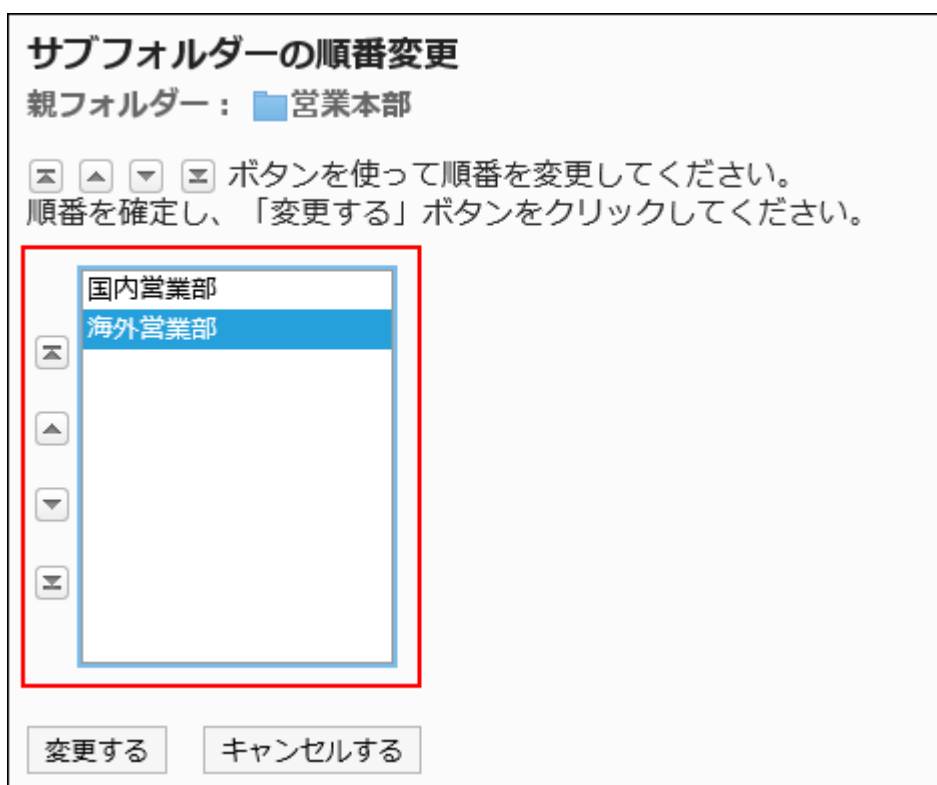 サブフォルダーの順番変更
親フォルダー： 営業本部
ボタンを使って順番を変更してください。
順番を確定し、「変更する」ボタンをクリックしてください。
国内営業部
海外営業部
変更する
キャンセルする